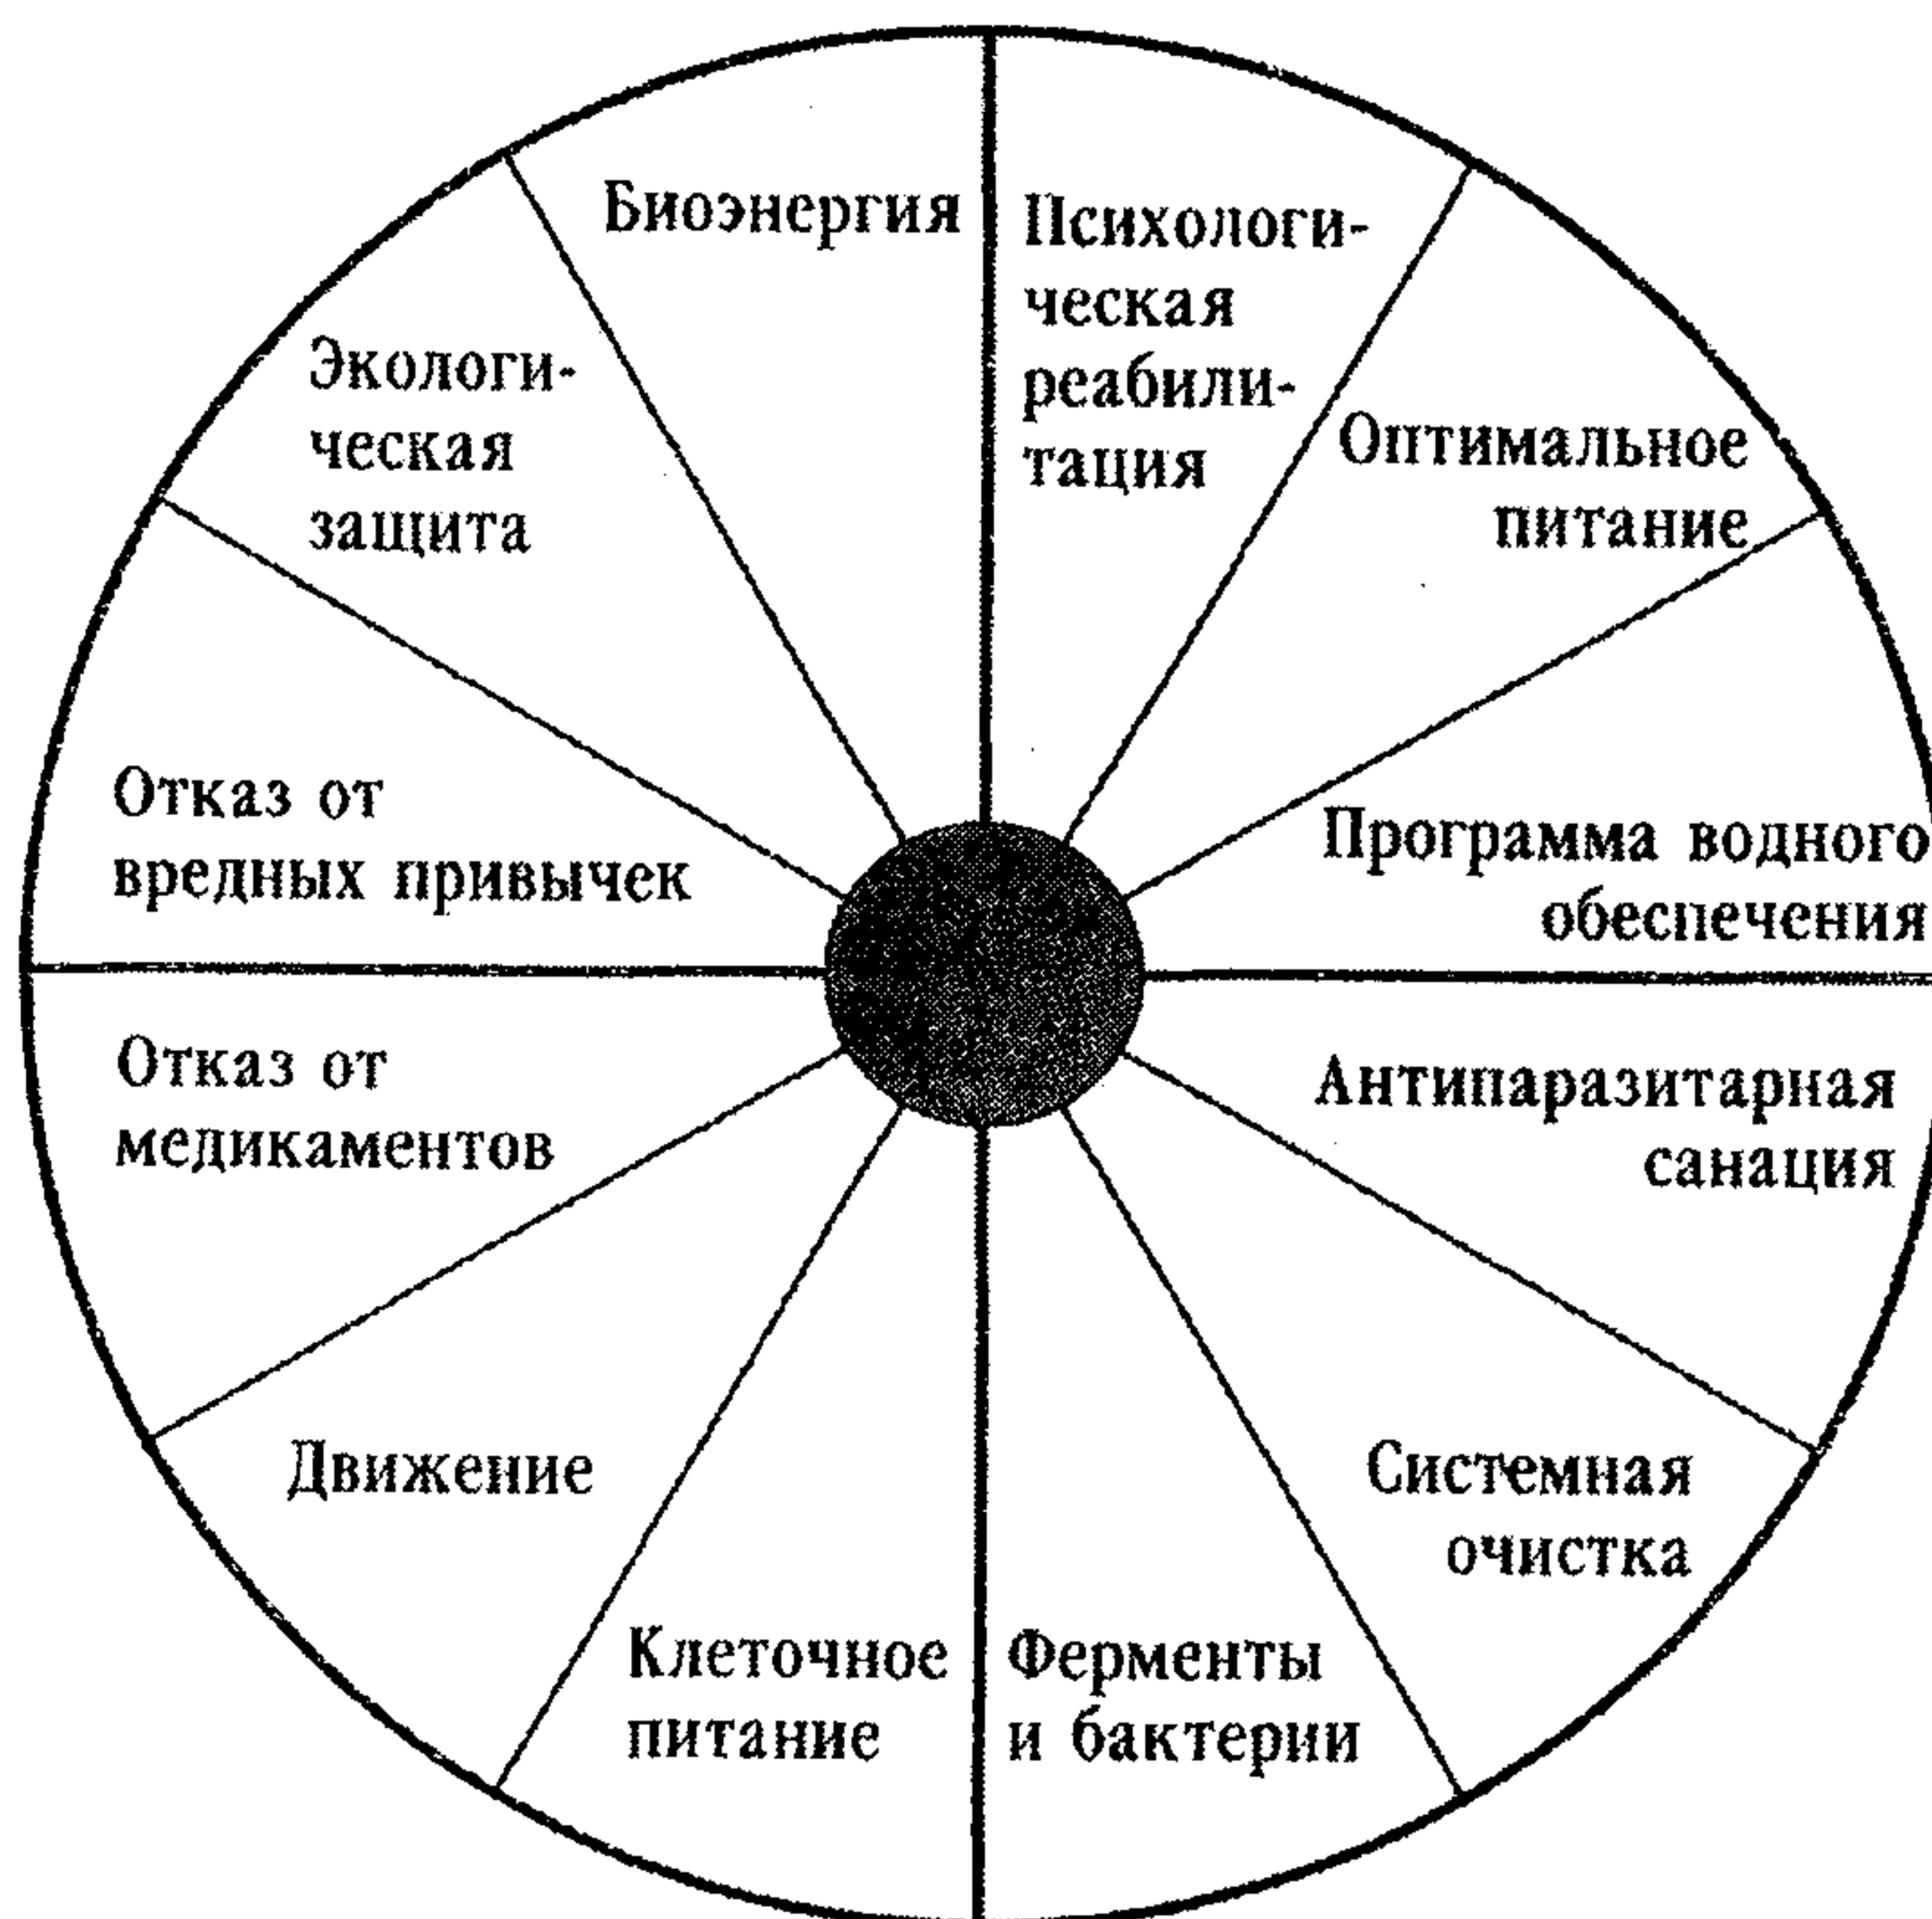 Биоэнергия
Психологи-
ческая
реабили-
тация
Оптимальное
питание
Программа водного
обеспечения
Антипаразитарная
санация
Системная
очистка
Ферменты
и бактерии
Клеточное
питание
Движение
Отказ от
медикаментов
Отказ от
вредных привычек
Экологи-
ческая
защита